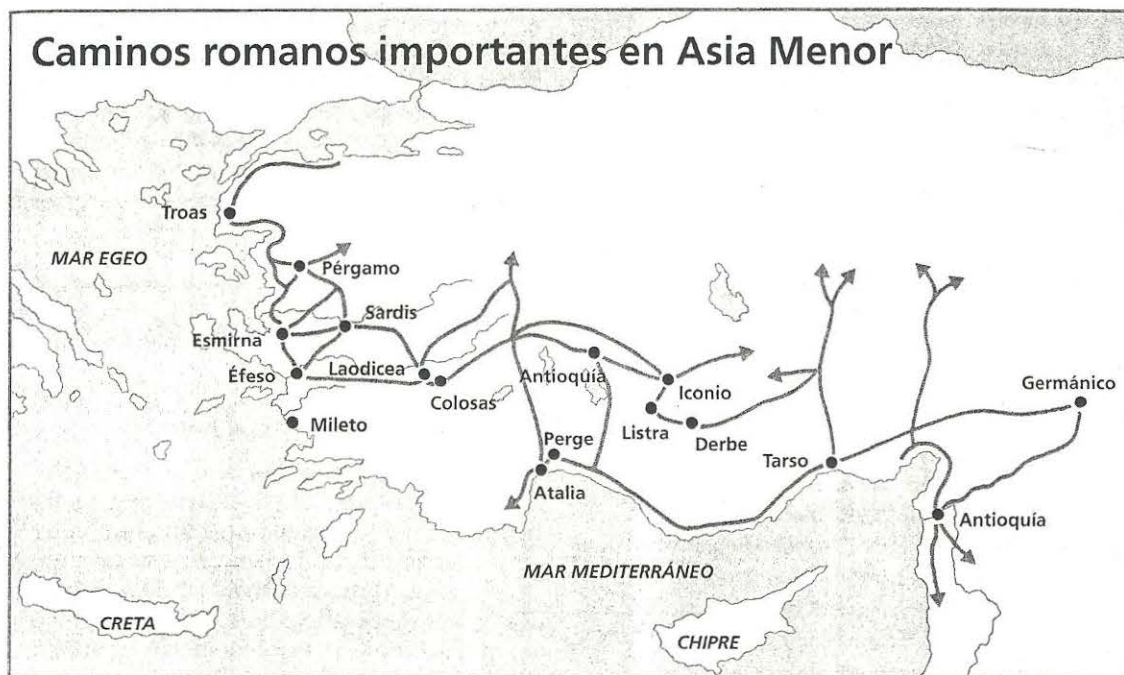 Caminos romanos importantes en Asia Menor
Troas
MAR EGEO
Pérgamo
Sardis
Esmirna
Éfeso
Laodicea
Colosas
Antioquía
Iconio
Germánico
Mileto
Listra
Derbe
Perge
Tarso
Atalia
Antioquía
MAR MEDITERRÁNEO
CRETA
CHIPRE